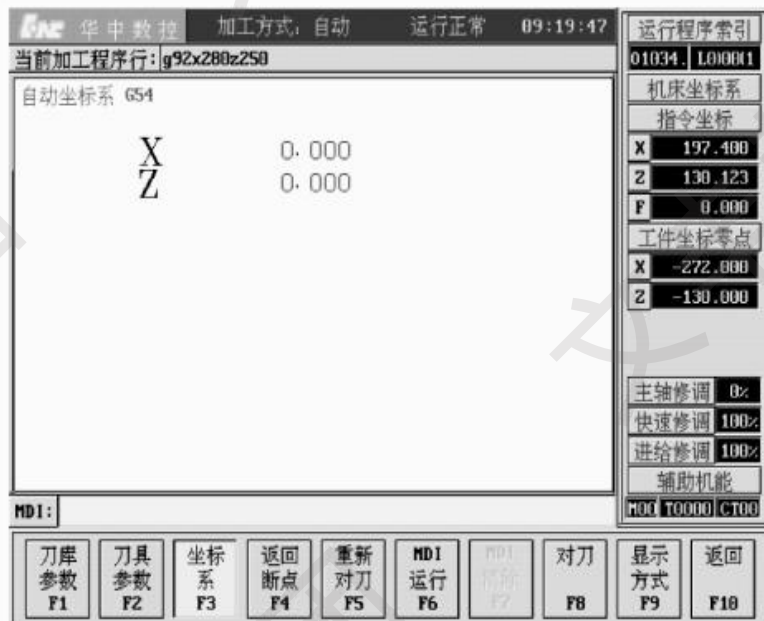 华中数控 加工方式：自动 运行正常 09:19:47
当前加工程序行: g92x280z250
自动坐标系 G54
X 0.000
Z 0.000
运行程序索引
O1034.
机床坐标系
指令坐标
X 197.400
Z 130.123
F 0.000
工件坐标零点
X -272.000
Z -130.000
主轴修调 0%
快速修调 100%
进给修调 100%
辅助机能
M00 T0000 CT00
MDI:
刀库参数 F1
刀具参数 F2
坐标系 F3
返回断点 F4
重新对刀 F5
MDI运行 F6
MDI清除 F7
对刀 F8
显示方式 F9
返回 F10